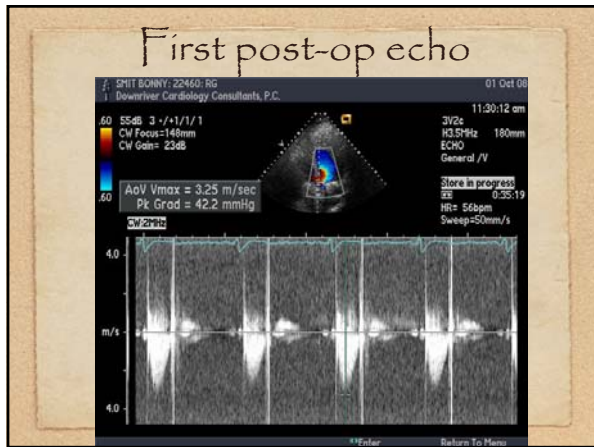 First post-op echo
SMIT BONNY: 22460: RG 01 Oct 08
Downriver Cardiology Consultants, P.C.
11:30:12 am
.60 55dB 3 •/+1/1/ 1 3V2c
CW Focus=148mm H3.5MHz 180mm
CW Gain= 23dB ECHO
General /V
.60 Store in progress
AoV Vmax = 3.25 m/sec 0:35:19
Pk Grad = 42.2 mmHg HR= 56bpm
Sweep=50mm/s
CW:2MHz
4.0
m/s
4.0
Enter Return To Menu